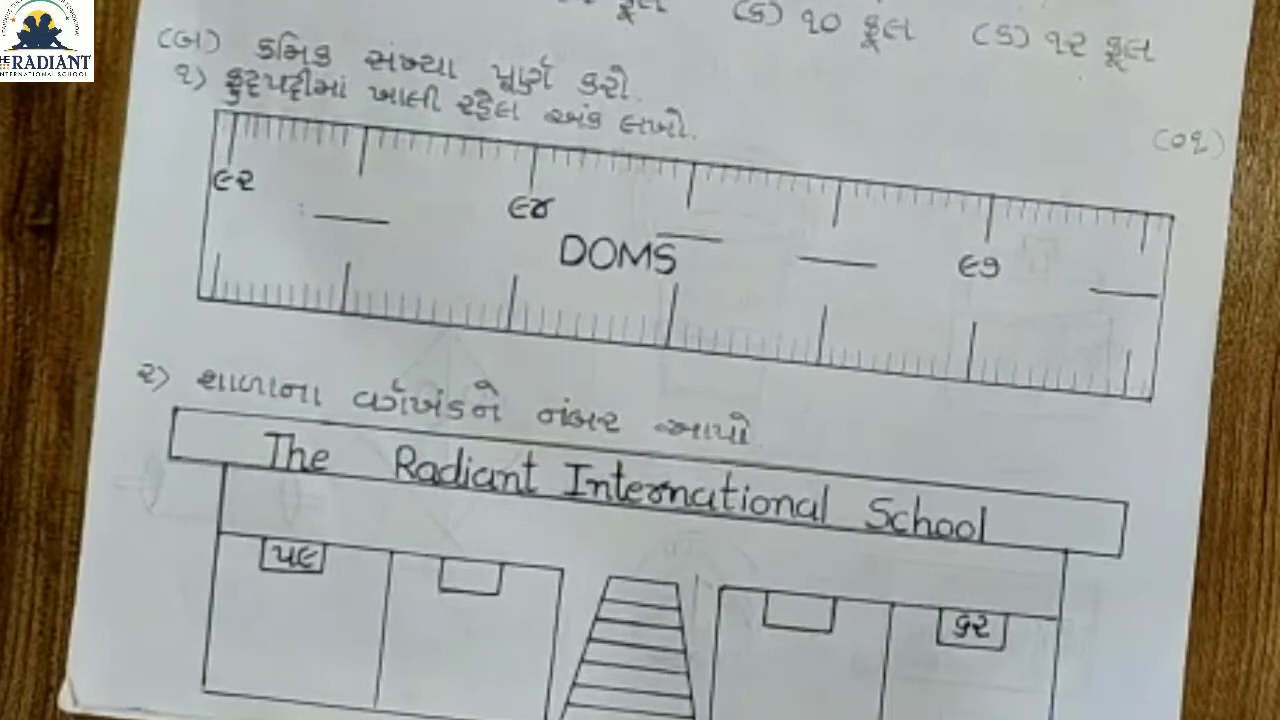 ફૂલ (ક) ૧૦ ફૂલ (ડ) ૧૨ ફૂલ
RADIANT
INTERNATIONAL SCHOOL
(બ) ક્રમિક સંખ્યા પૂર્ણ કરો.
૧) ફુટપટ્ટીમાં ખાલી રહેલ અંક લખો.
(૦૧)
૯૨ ૯૪ ૯૭
DOMS
૨) શાળાના વર્ગખંડને નંબર આપો.
The Radiant International School
૫૯ ૬૨